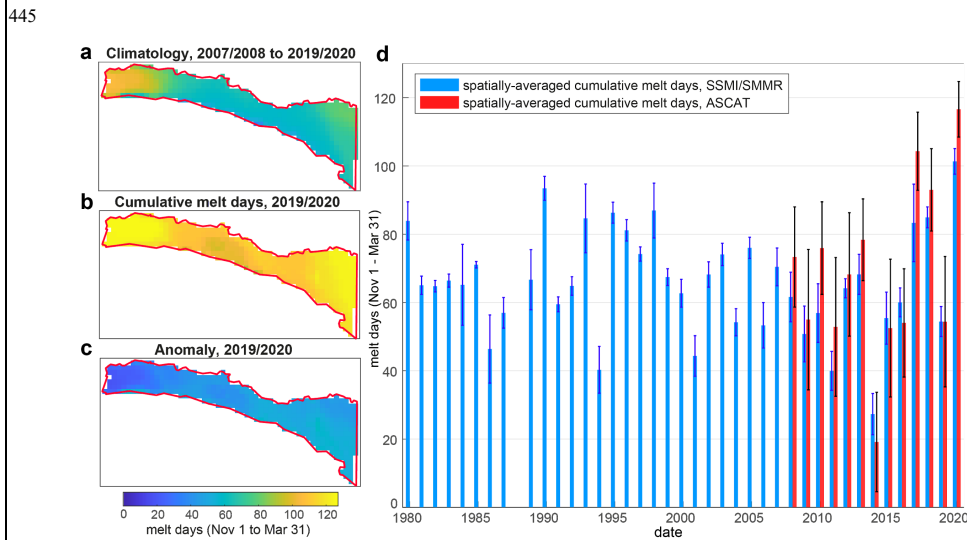 445
a Climatology, 2007/2008 to 2019/2020
b Cumulative melt days, 2019/2020
c Anomaly, 2019/2020
0 20 40 60 80 100 120
melt days (Nov 1 to Mar 31)
d
spatially-averaged cumulative melt days, SSMI/SMMR
spatially-averaged cumulative melt days, ASCAT
melt days (Nov 1 - Mar 31)
120
100
80
60
40
20
0
1980 1985 1990 1995 2000 2005 2010 2015 2020
date